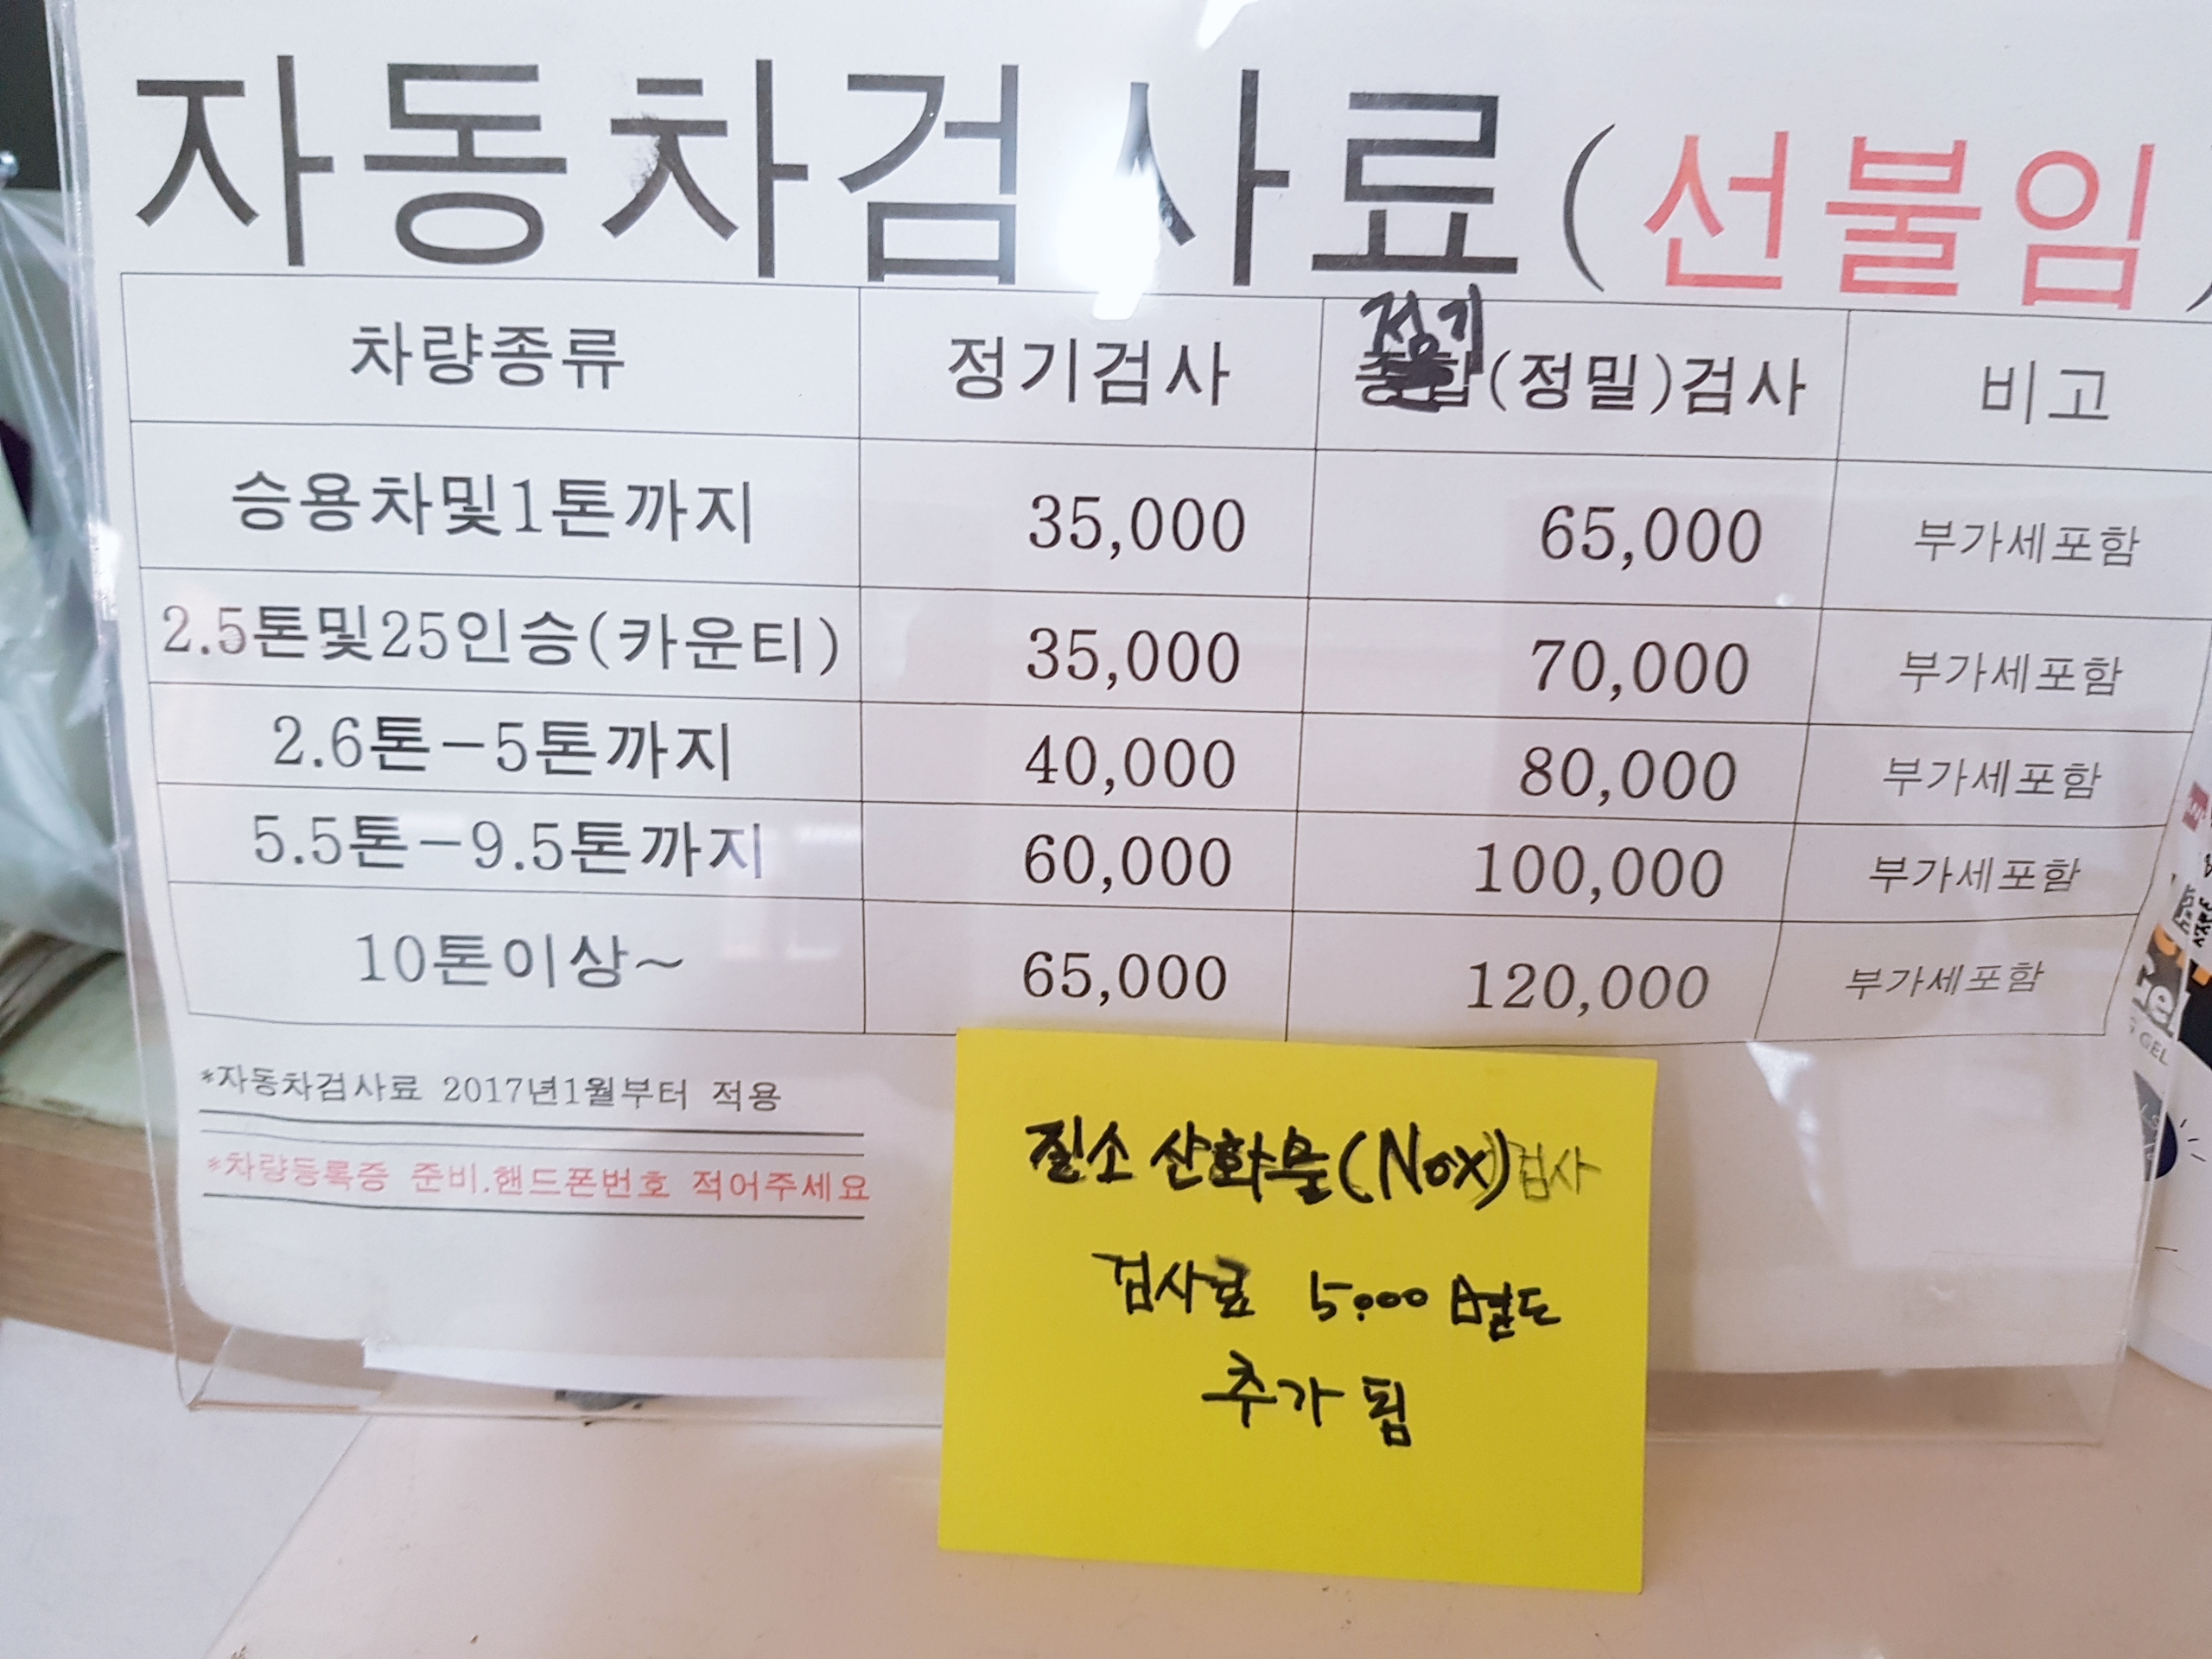 자동차검사료(선불임)
차량종류 정기검사 정기 종합(정밀)검사 비고
승용차및1톤까지 35,000 65,000 부가세포함
2.5톤및25인승(카운티) 35,000 70,000 부가세포함
2.6톤-5톤까지 40,000 80,000 부가세포함
5.5톤-9.5톤까지 60,000 100,000 부가세포함
10톤이상~ 65,000 120,000 부가세포함
*자동차검사료 2017년1월부터 적용
*차량등록증 준비.핸드폰번호 적어주세요
질소 산화물(Nox)검사
검사료 5.000 별도
추가 됨
GEL